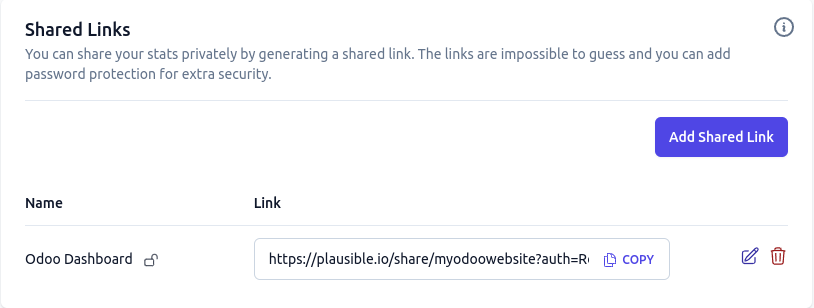 Shared Links
You can share your stats privately by generating a shared link. The links are impossible to guess and you can add
password protection for extra security.
Add Shared Link
Name Link
Odoo Dashboard https://plausible.io/share/myodoowebsite?auth=R COPY